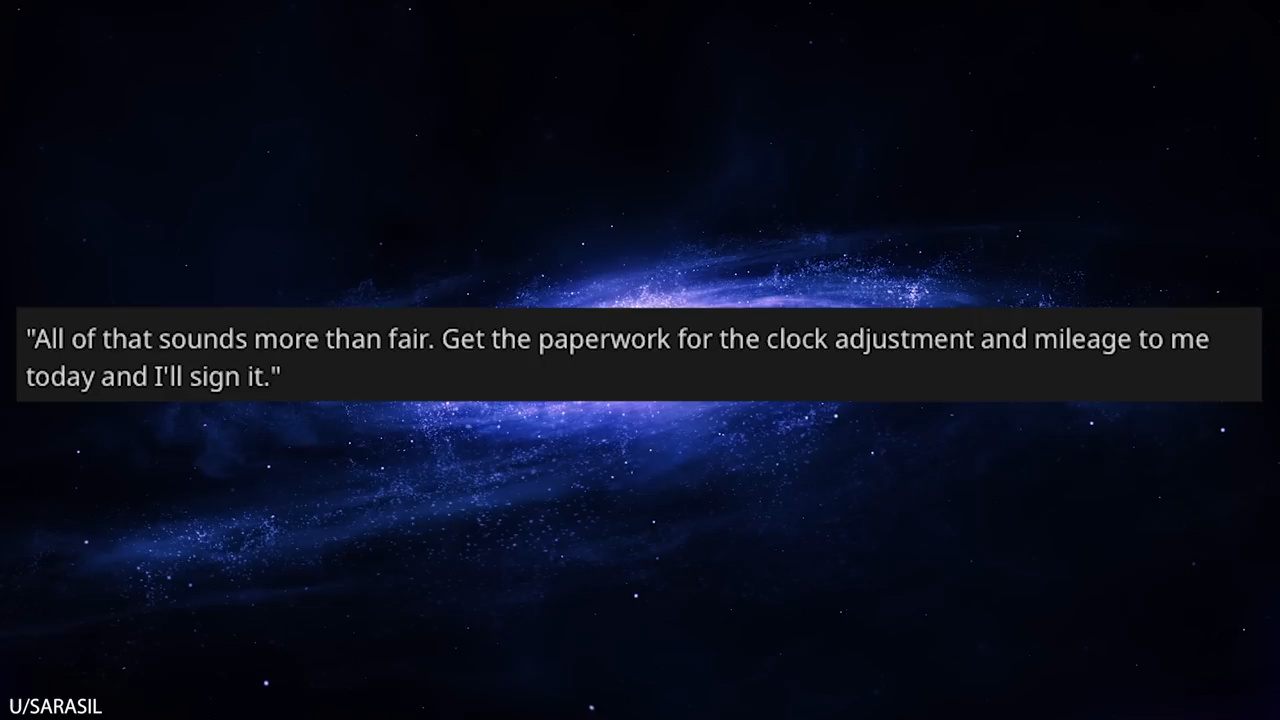 "All of that sounds more than fair. Get the paperwork for the clock adjustment and mileage to me
today and I'll sign it."
U/SARASIL